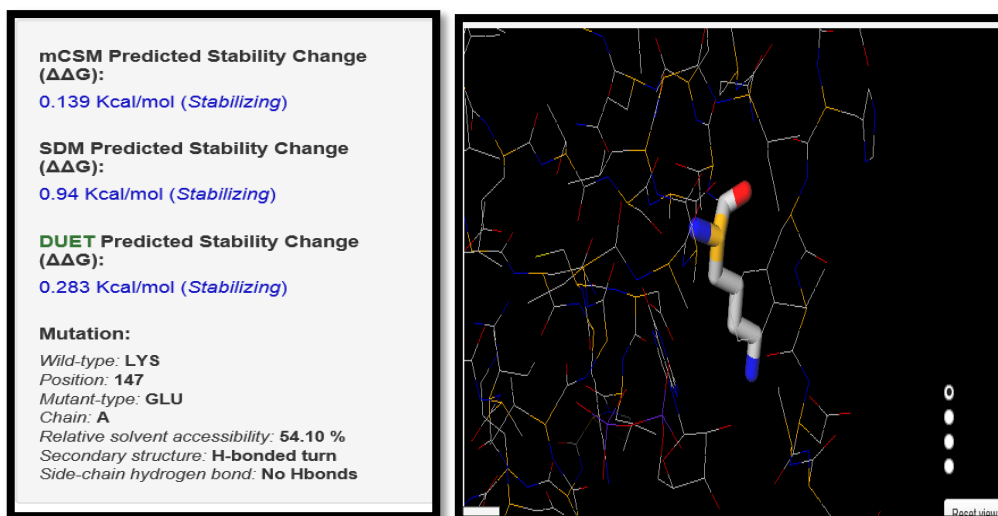 mCSM Predicted Stability Change
(ΔΔG):
0.139 Kcal/mol (Stabilizing)
SDM Predicted Stability Change
(ΔΔG):
0.94 Kcal/mol (Stabilizing)
DUET Predicted Stability Change
(ΔΔG):
0.283 Kcal/mol (Stabilizing)
Mutation:
Wild-type: LYS
Position: 147
Mutant-type: GLU
Chain: A
Relative solvent accessibility: 54.10 %
Secondary structure: H-bonded turn
Side-chain hydrogen bond: No Hbonds
Reset view